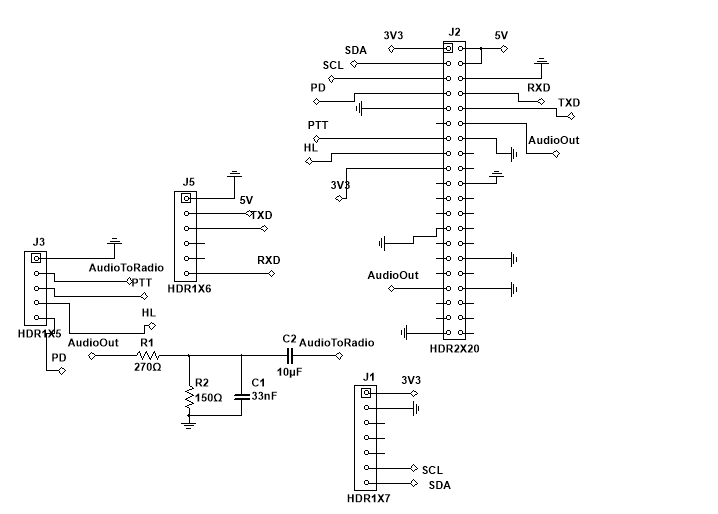 J2
3V3
5V
SDA
SCL
PD
RXD
TXD
PTT
AudioOut
HL
3V3
J5
5V
TXD
RXD
HDR1X6
J3
AudioToRadio
PTT
HL
HDR1X5
PD
AudioOut
HDR2X20
AudioOut
R1
270Ω
C2
10µF
AudioToRadio
R2
150Ω
C1
33nF
J1
3V3
SCL
SDA
HDR1X7